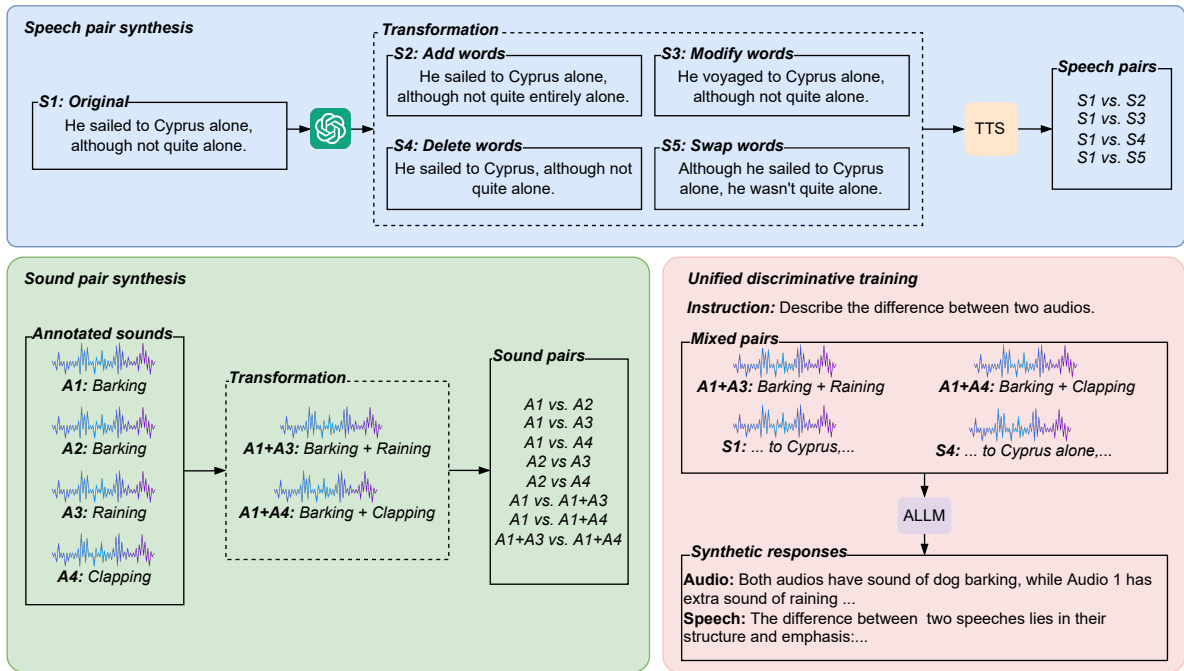 Speech pair synthesis
Transformation
S1: Original
He sailed to Cyprus alone,
although not quite alone.
S2: Add words
He sailed to Cyprus alone,
although not quite entirely alone.
S3: Modify words
He voyaged to Cyprus alone,
although not quite alone.
S4: Delete words
He sailed to Cyprus, although not
quite alone.
S5: Swap words
Although he sailed to Cyprus
alone, he wasn't quite alone.
TTS
Speech pairs
S1 vs. S2
S1 vs. S3
S1 vs. S4
S1 vs. S5
Sound pair synthesis
Annotated sounds
A1: Barking
A2: Barking
A3: Raining
A4: Clapping
Transformation
A1+A3: Barking + Raining
A1+A4: Barking + Clapping
Sound pairs
A1 vs. A2
A1 vs. A3
A1 vs. A4
A2 vs A3
A2 vs A4
A1 vs. A1+A3
A1 vs. A1+A4
A1+A3 vs. A1+A4
Unified discriminative training
Instruction: Describe the difference between two audios.
Mixed pairs
A1+A3: Barking + Raining
A1+A4: Barking + Clapping
S1: ... to Cyprus,...
S4: ... to Cyprus alone,...
ALLM
Synthetic responses
Audio: Both audios have sound of dog barking, while Audio 1 has
extra sound of raining ...
Speech: The difference between two speeches lies in their
structure and emphasis:...